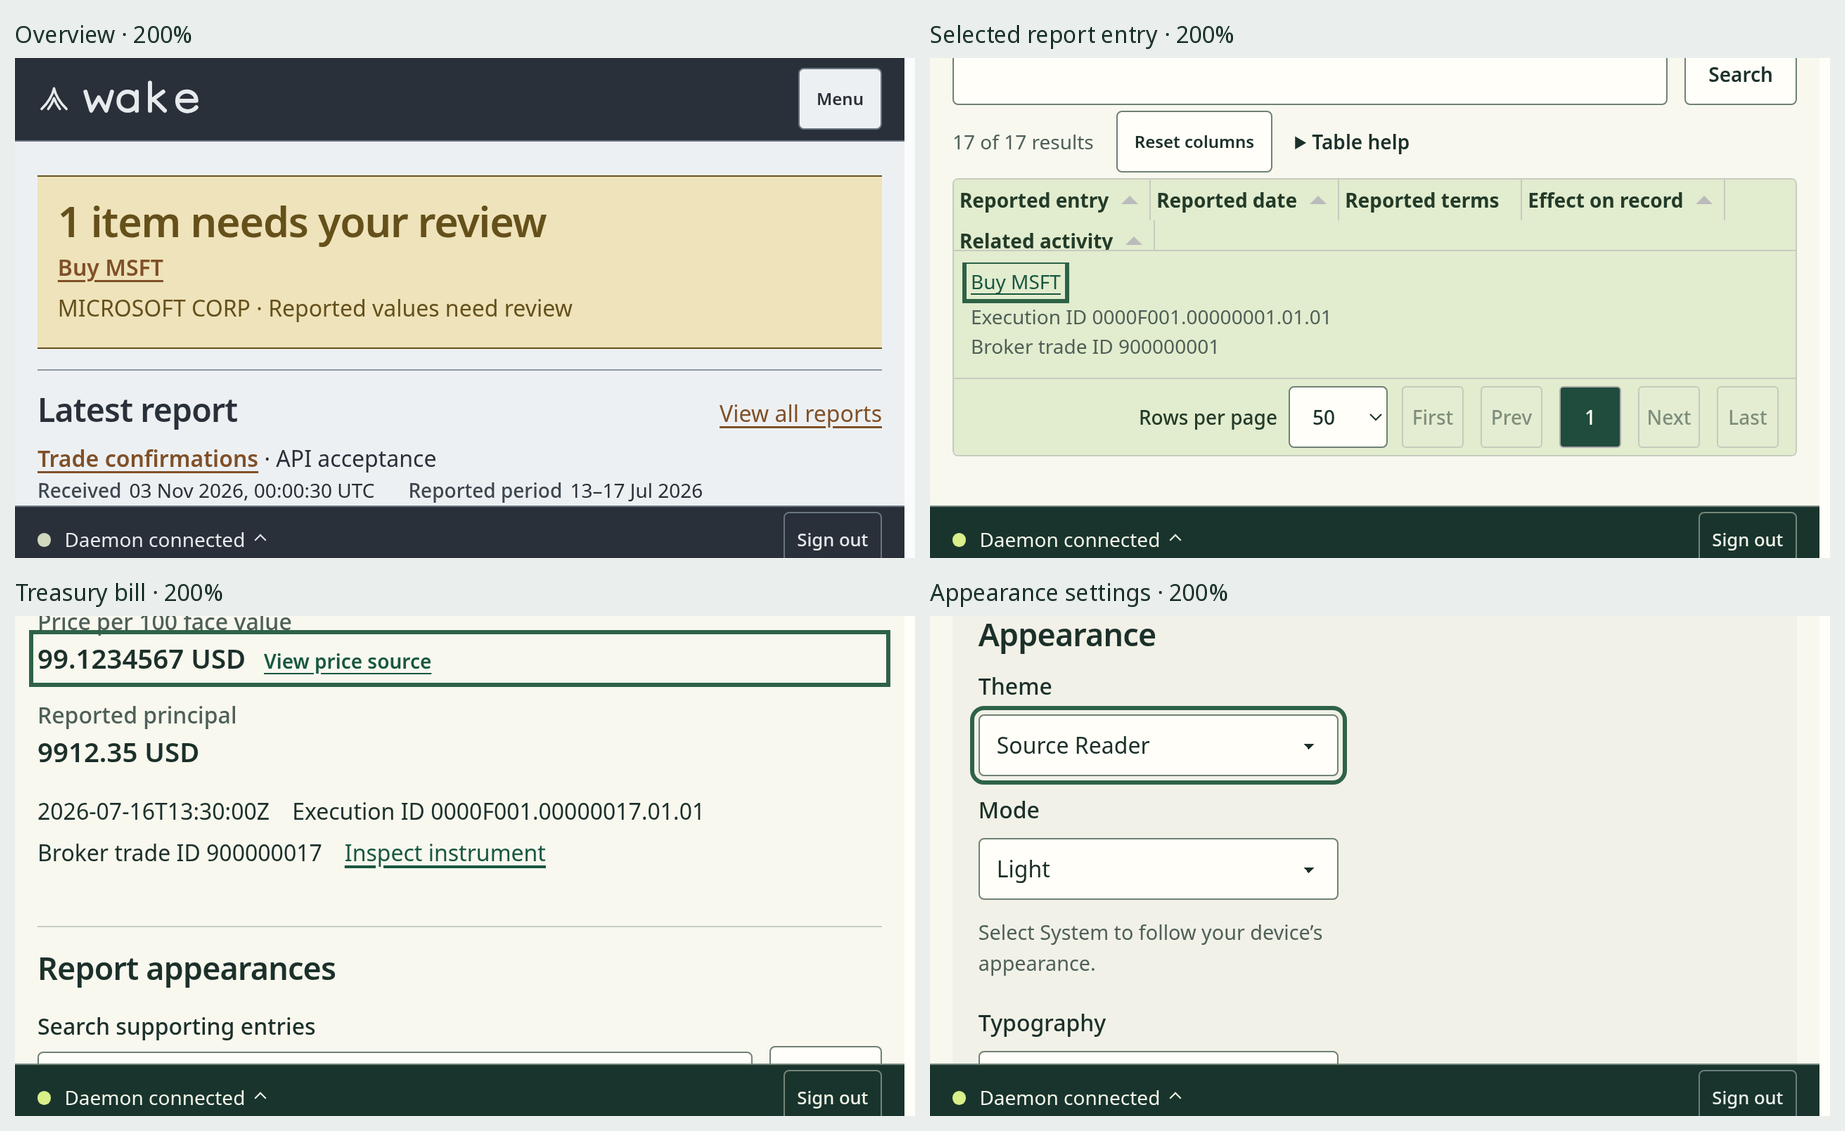 Overview · 200%
wake
Menu
1 item needs your review
Buy MSFT
MICROSOFT CORP · Reported values need review
Latest report
View all reports
Trade confirmations · API acceptance
Received 03 Nov 2026, 00:00:30 UTC Reported period 13–17 Jul 2026
Daemon connected
Sign out
Selected report entry · 200%
Search
17 of 17 results
Reset columns
Table help
Reported entry Reported date Reported terms Effect on record
Related activity
Buy MSFT
Execution ID 0000F001.00000001.01.01
Broker trade ID 900000001
Rows per page 50 First Prev 1 Next Last
Daemon connected
Sign out
Treasury bill · 200%
Price per 100 face value
99.1234567 USD View price source
Reported principal
9912.35 USD
2026-07-16T13:30:00Z Execution ID 0000F001.00000017.01.01
Broker trade ID 900000017 Inspect instrument
Report appearances
Search supporting entries
Daemon connected
Sign out
Appearance settings · 200%
Appearance
Theme
Source Reader
Mode
Light
Select System to follow your device’s
appearance.
Typography
Daemon connected
Sign out